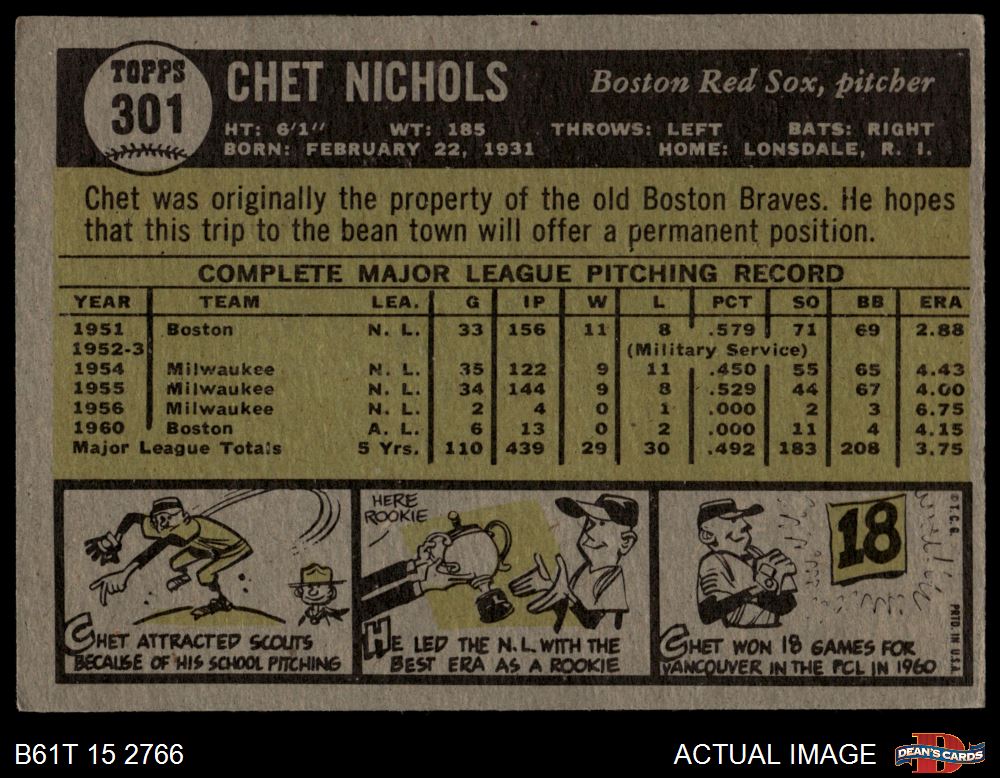 TOPPS
301
CHET NICHOLS
Boston Red Sox, pitcher
HT: 6'1" WT: 185 THROWS: LEFT BATS: RIGHT
BORN: FEBRUARY 22, 1931 HOME: LONSDALE, R. I.
Chet was originally the property of the old Boston Braves. He hopes
that this trip to the bean town will offer a permanent position.
COMPLETE MAJOR LEAGUE PITCHING RECORD
YEAR TEAM LEA. G IP W L PCT SO BB ERA
1951 Boston N. L. 33 156 11 8 .579 71 69 2.88
1952-3 (Military Service)
1954 Milwaukee N. L. 35 122 9 11 .450 55 65 4.43
1955 Milwaukee N. L. 34 144 9 8 .529 44 67 4.00
1956 Milwaukee N. L. 2 4 0 1 .000 2 3 6.75
1960 Boston A. L. 6 13 0 2 .000 11 4 4.15
Major League Totals 5 Yrs. 110 439 29 30 .492 183 208 3.75
CHET ATTRACTED SCOUTS
BECAUSE OF HIS SCHOOL PITCHING
HERE
ROOKIE
HE LED THE N.L. WITH THE
BEST ERA AS A ROOKIE
18
CHET WON 18 GAMES FOR
VANCOUVER IN THE PCL IN 1960
© T. C. G.
PRTD IN U.S.A.
B61T 15 2766
ACTUAL IMAGE
D
DEAN'S CARDS